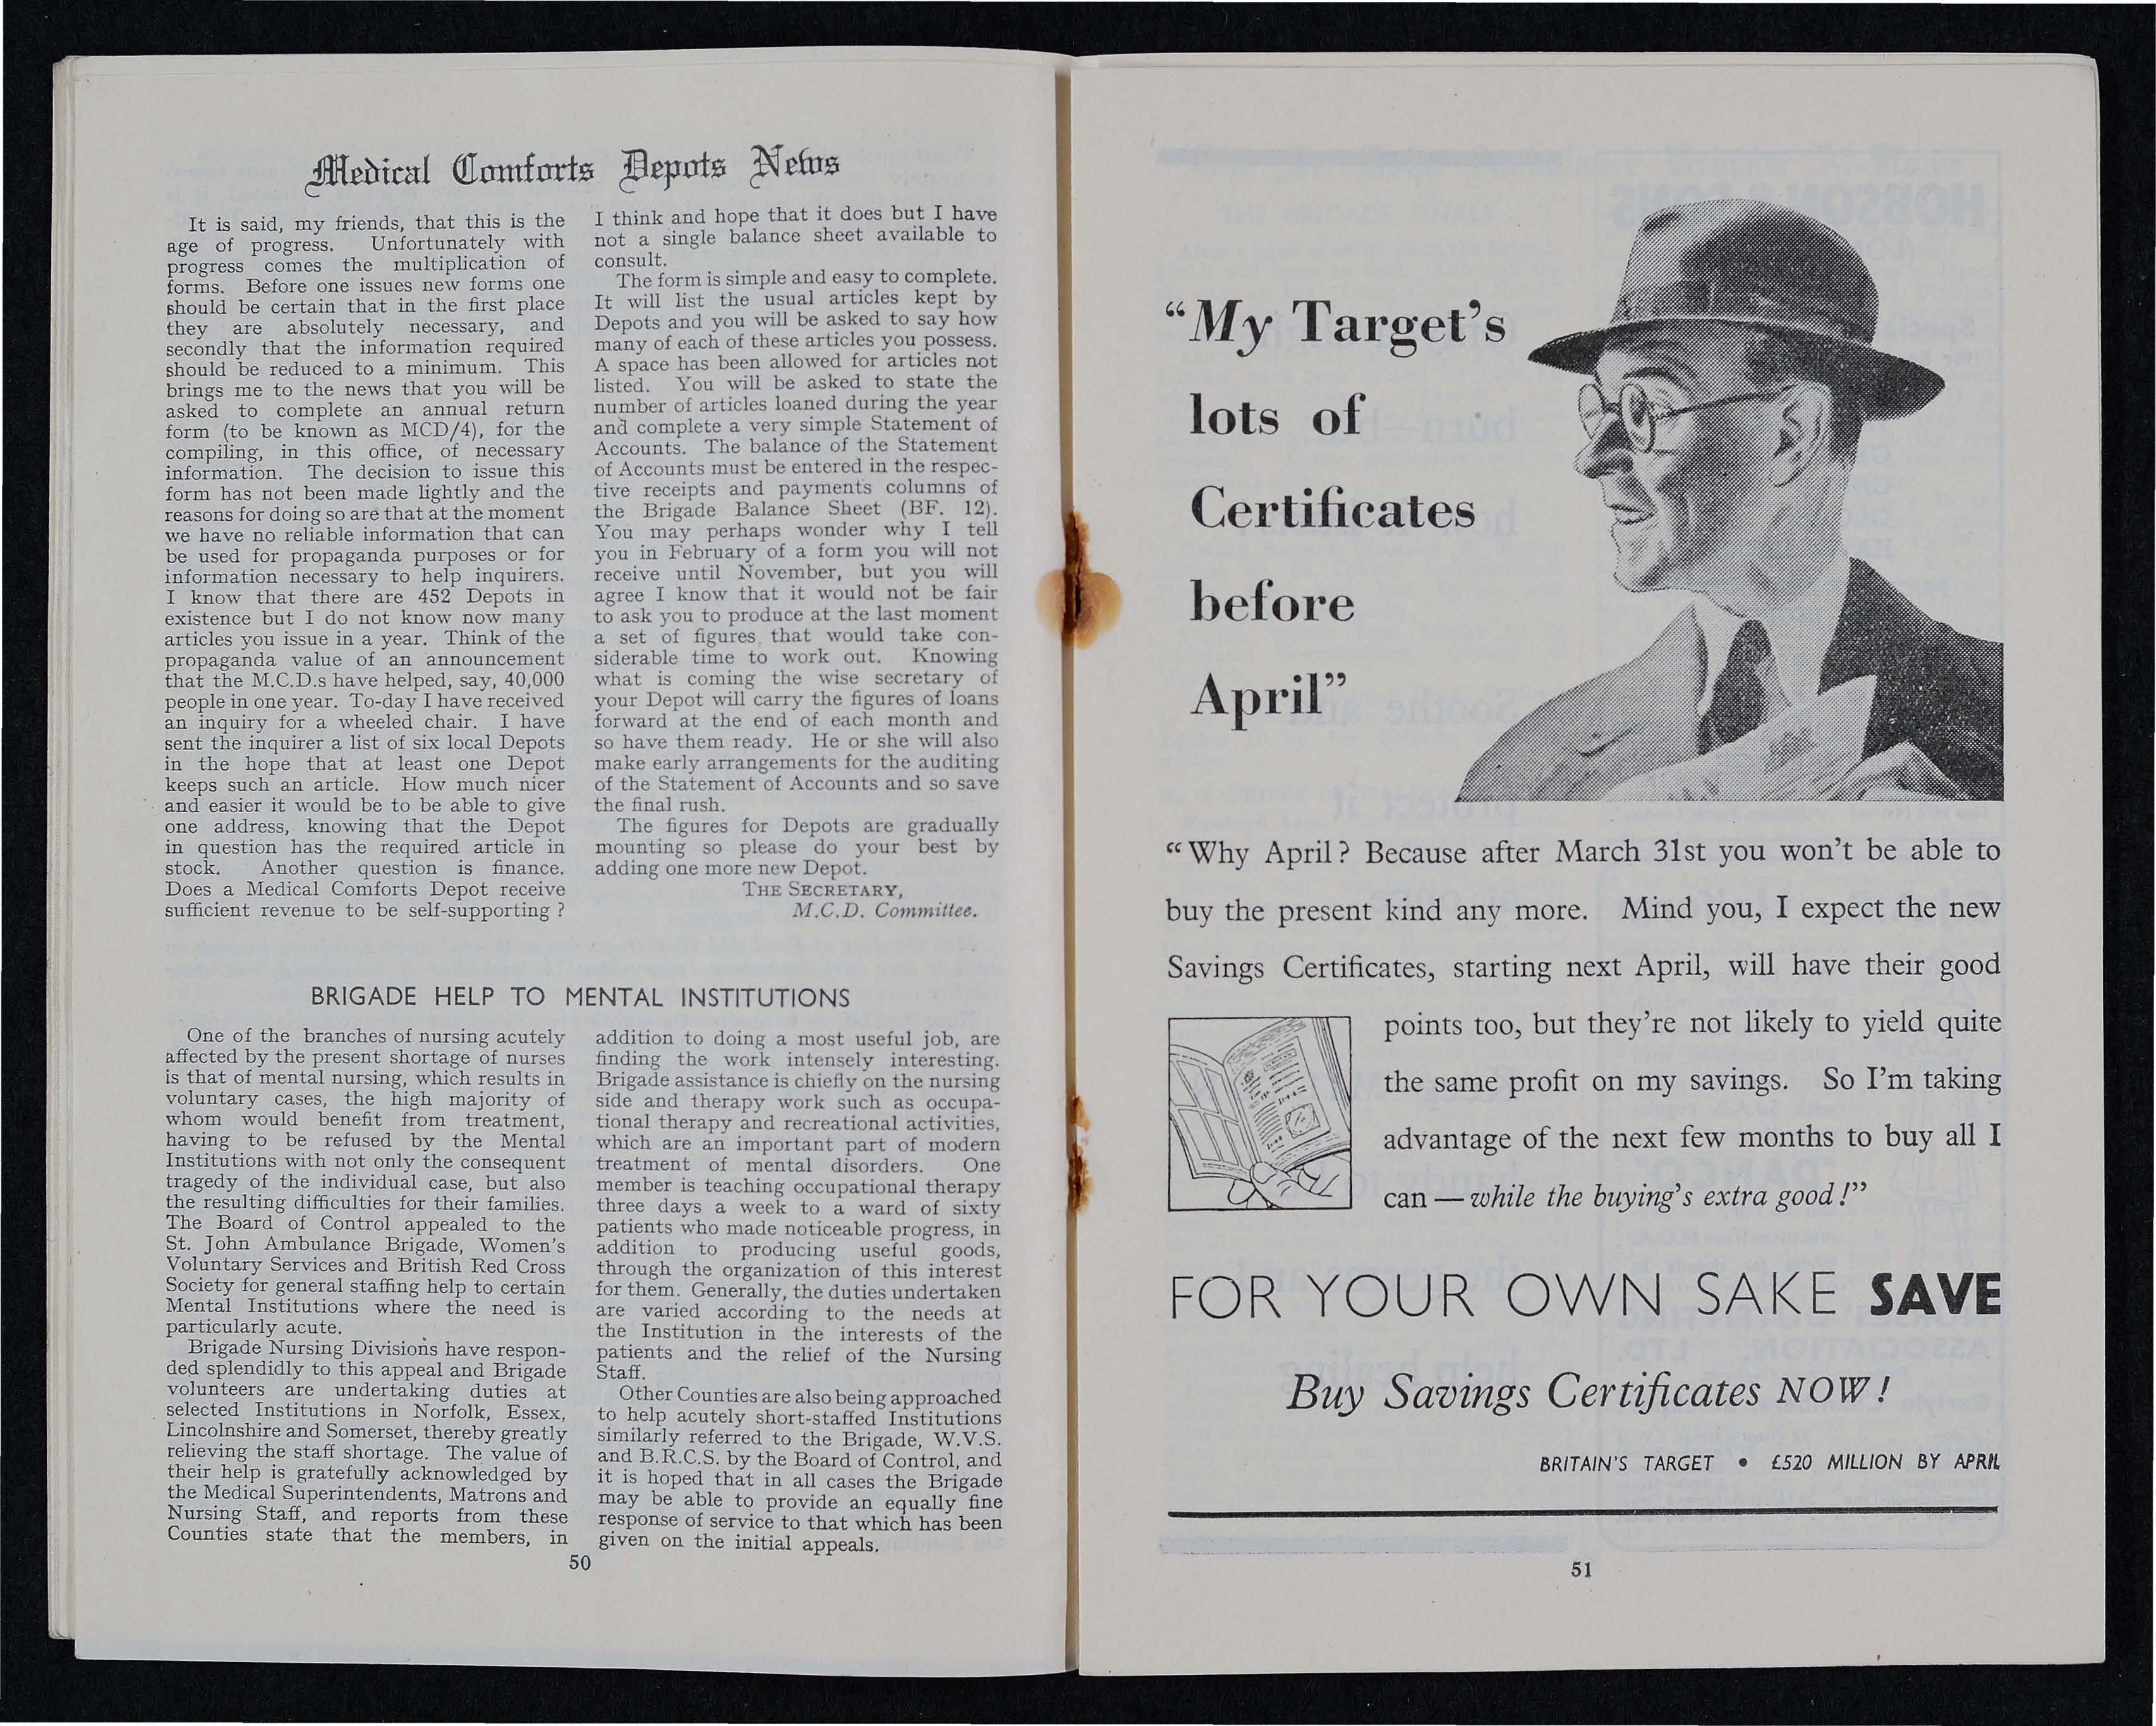 Medical Comforts Depots News
It is said, my friends, that this is the
age of progress. Unfortunately with
progress comes the multiplication of
forms. Before one issues new forms one
should be certain that in the first place
they are absolutely necessary, and
secondly that the information required
should be reduced to a minimum. This
brings me to the news that you will be
asked to complete an annual return
form (to be known as MCD/4), for the
compiling, in this office, of necessary
information. The decision to issue this
form has not been made lightly and the
reasons for doing so are that at the moment
we have no reliable information that can
be used for propaganda purposes or for
information necessary to help inquirers.
I know that there are 452 Depots in
existence but I do not know now many
articles you issue in a year. Think of the
propaganda value of an announcement
that the M.C.D.s have helped, say, 40,000
people in one year. To-day I have received
an inquiry for a wheeled chair. I have
sent the inquirer a list of six local Depots
in the hope that at least one Depot
keeps such an article. How much nicer
and easier it would be to be able to give
one address, knowing that the Depot
in question has the required article in
stock. Another question is finance.
Does a Medical Comforts Depot receive
sufficient revenue to be self-supporting ?
I think and hope that it does but I have
not a single balance sheet available to
consult.
The form is simple and easy to complete.
It will list the usual articles kept by
Depots and you will be asked to say how
many of each of these articles you possess.
A space has been allowed for articles not
listed. You will be asked to state the
number of articles loaned during the year
and complete a very simple Statement of
Accounts. The balance of the Statement
of Accounts must be entered in the respec-
tive receipts and payments columns of
the Brigade Balance Sheet (BF. 12).
You may perhaps wonder why I tell
you in February of a form you will not
receive until November, but you will
agree I know that it would not be fair
to ask you to produce at the last moment
a set of figures that would take con-
siderable time to work out. Knowing
what is coming the wise secretary of
your Depot will carry the figures of loans
forward at the end of each month and
so have them ready. He or she will also
make early arrangements for the auditing
of the Statement of Accounts and so save
the final rush.
The figures for Depots are gradually
mounting so please do your best by
adding one more new Depot.
THE SECRETARY,
M.C.D. Committee.
BRIGADE HELP TO MENTAL INSTITUTIONS
One of the branches of nursing acutely
affected by the present shortage of nurses
is that of mental nursing, which results in
voluntary cases, the high majority of
whom would benefit from treatment,
having to be refused by the Mental
Institutions with not only the consequent
tragedy of the individual case, but also
the resulting difficulties for their families.
The Board of Control appealed to the
St. John Ambulance Brigade, Women's
Voluntary Services and British Red Cross
Society for general staffing help to certain
Mental Institutions where the need is
particularly acute.
Brigade Nursing Divisions have respon-
ded splendidly to this appeal and Brigade
volunteers are undertaking duties at
selected Institutions in Norfolk, Essex,
Lincolnshire and Somerset, thereby greatly
relieving the staff shortage. The value of
their help is gratefully acknowledged by
the Medical Superintendents, Matrons and
Nursing Staff, and reports from these
Counties state that the members, in
addition to doing a most useful job, are
finding the work intensely interesting.
Brigade assistance is chiefly on the nursing
side and therapy work such as occupa-
tional therapy and recreational activities,
which are an important part of modern
treatment of mental disorders. One
member is teaching occupational therapy
three days a week to a ward of sixty
patients who made noticeable progress, in
addition to producing useful goods,
through the organization of this interest
for them. Generally, the duties undertaken
are varied according to the needs at
the Institution in the interests of the
patients and the relief of the Nursing
Staff.
Other Counties are also being approached
to help acutely short-staffed Institutions
similarly referred to the Brigade, W.V.S.
and B.R.C.S. by the Board of Control, and
it is hoped that in all cases the Brigade
may be able to provide an equally fine
response of service to that which has been
given on the initial appeals.
50
“My Target’s
lots of
Certificates
before
April”
“Why April? Because after March 31st you won’t be able to
buy the present kind any more. Mind you, I expect the new
Savings Certificates, starting next April, will have their good
points too, but they’re not likely to yield quite
the same profit on my savings. So I’m taking
advantage of the next few months to buy all I
can — while the buying’s extra good!”
FOR YOUR OWN SAKE SAVE
Buy Savings Certificates NOW!
BRITAIN'S TARGET • £520 MILLION BY APRIL
51